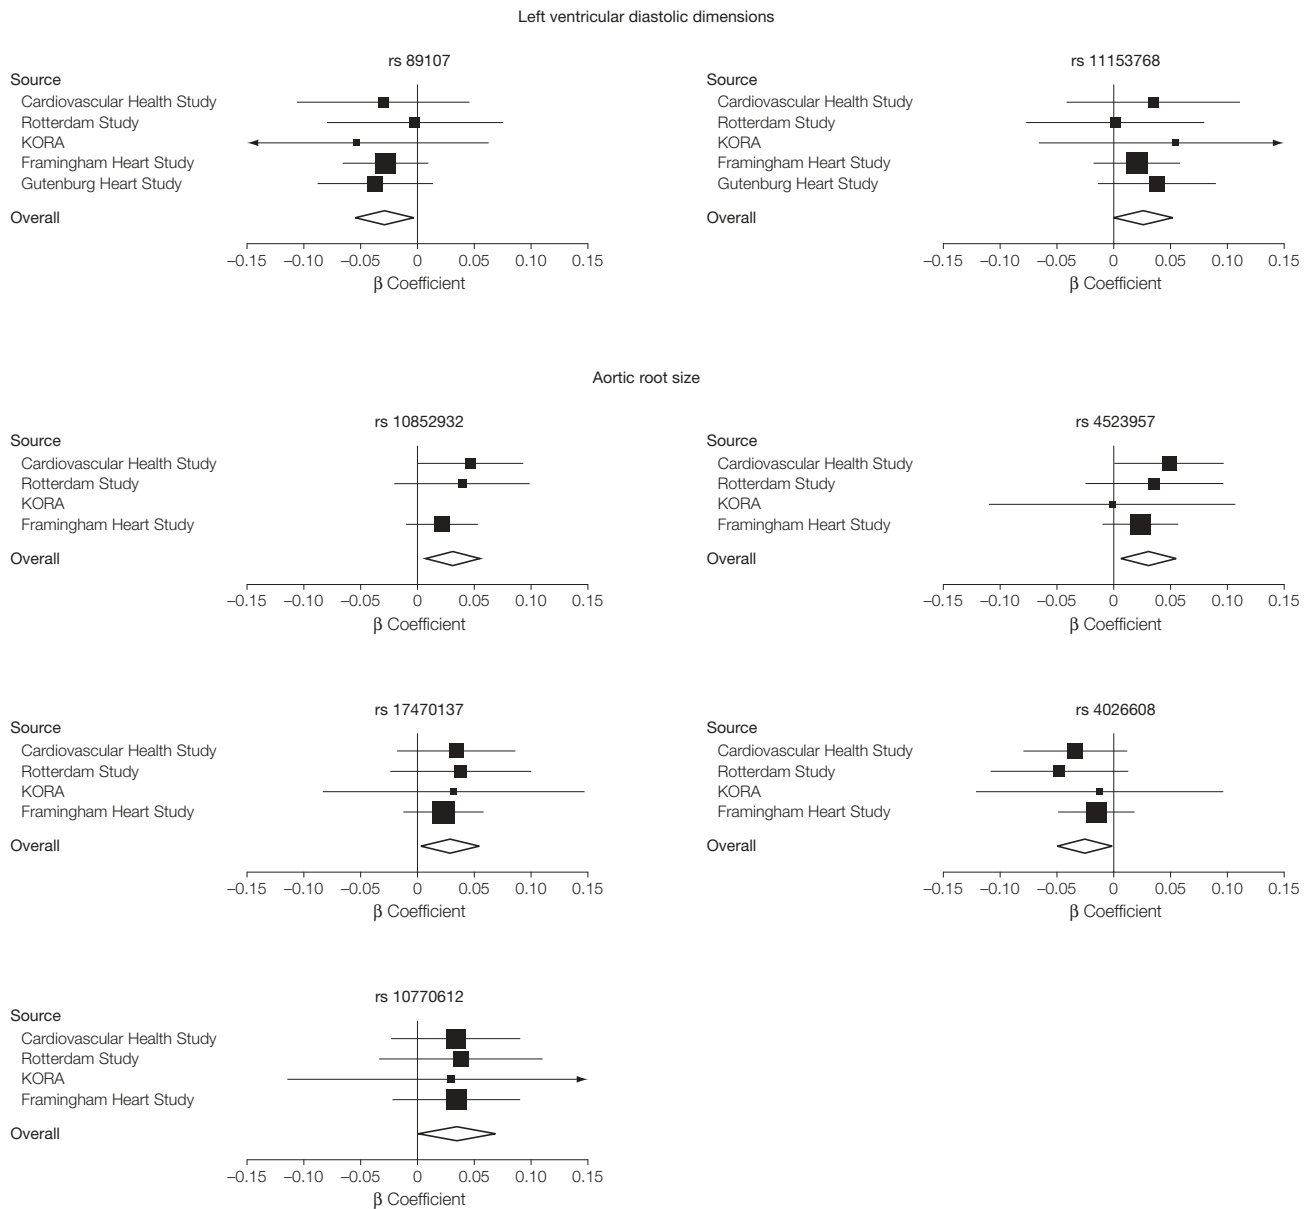 Left ventricular diastolic dimensions
rs 89107
Source
Cardiovascular Health Study
Rotterdam Study
KORA
Framingham Heart Study
Gutenburg Heart Study
Overall
–0.15 –0.10 –0.05 0 0.05 0.10 0.15
β Coefficient
rs 11153768
Source
Cardiovascular Health Study
Rotterdam Study
KORA
Framingham Heart Study
Gutenburg Heart Study
Overall
–0.15 –0.10 –0.05 0 0.05 0.10 0.15
β Coefficient
Aortic root size
rs 10852932
Source
Cardiovascular Health Study
Rotterdam Study
KORA
Framingham Heart Study
Overall
–0.15 –0.10 –0.05 0 0.05 0.10 0.15
β Coefficient
rs 4523957
Source
Cardiovascular Health Study
Rotterdam Study
KORA
Framingham Heart Study
Overall
–0.15 –0.10 –0.05 0 0.05 0.10 0.15
β Coefficient
rs 17470137
Source
Cardiovascular Health Study
Rotterdam Study
KORA
Framingham Heart Study
Overall
–0.15 –0.10 –0.05 0 0.05 0.10 0.15
β Coefficient
rs 4026608
Source
Cardiovascular Health Study
Rotterdam Study
KORA
Framingham Heart Study
Overall
–0.15 –0.10 –0.05 0 0.05 0.10 0.15
β Coefficient
rs 10770612
Source
Cardiovascular Health Study
Rotterdam Study
KORA
Framingham Heart Study
Overall
–0.15 –0.10 –0.05 0 0.05 0.10 0.15
β Coefficient